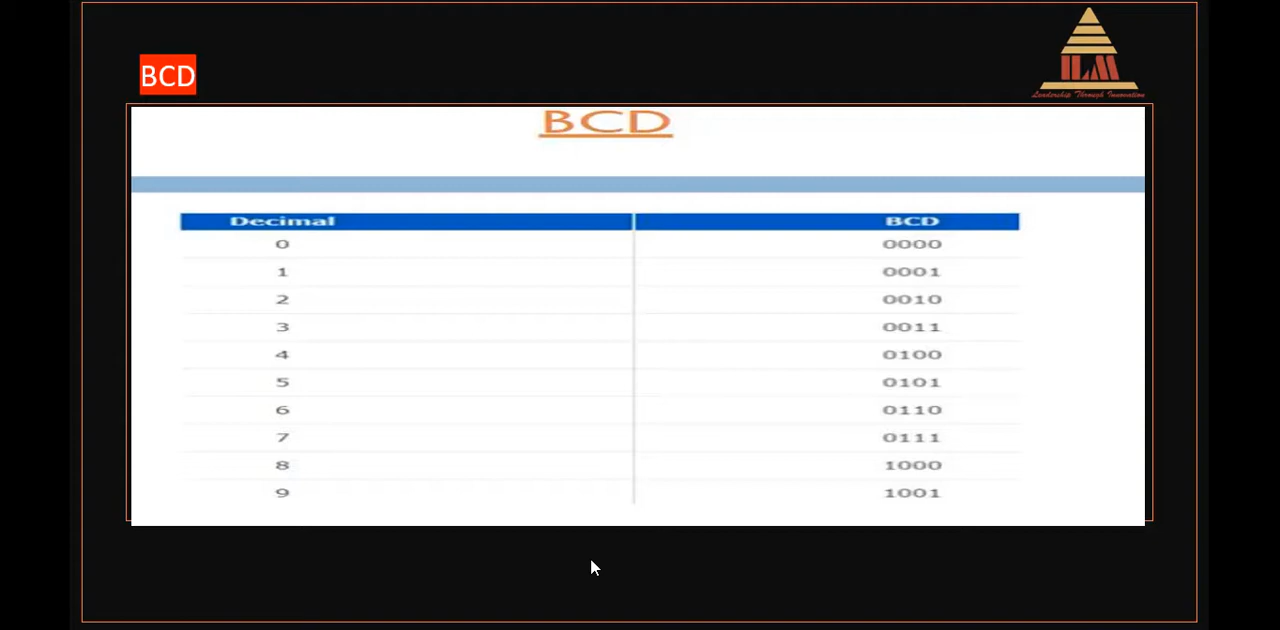 ILM
Leadership Through Innovation
BCD
BCD
Decimal BCD
0 0000
1 0001
2 0010
3 0011
4 0100
5 0101
6 0110
7 0111
8 1000
9 1001